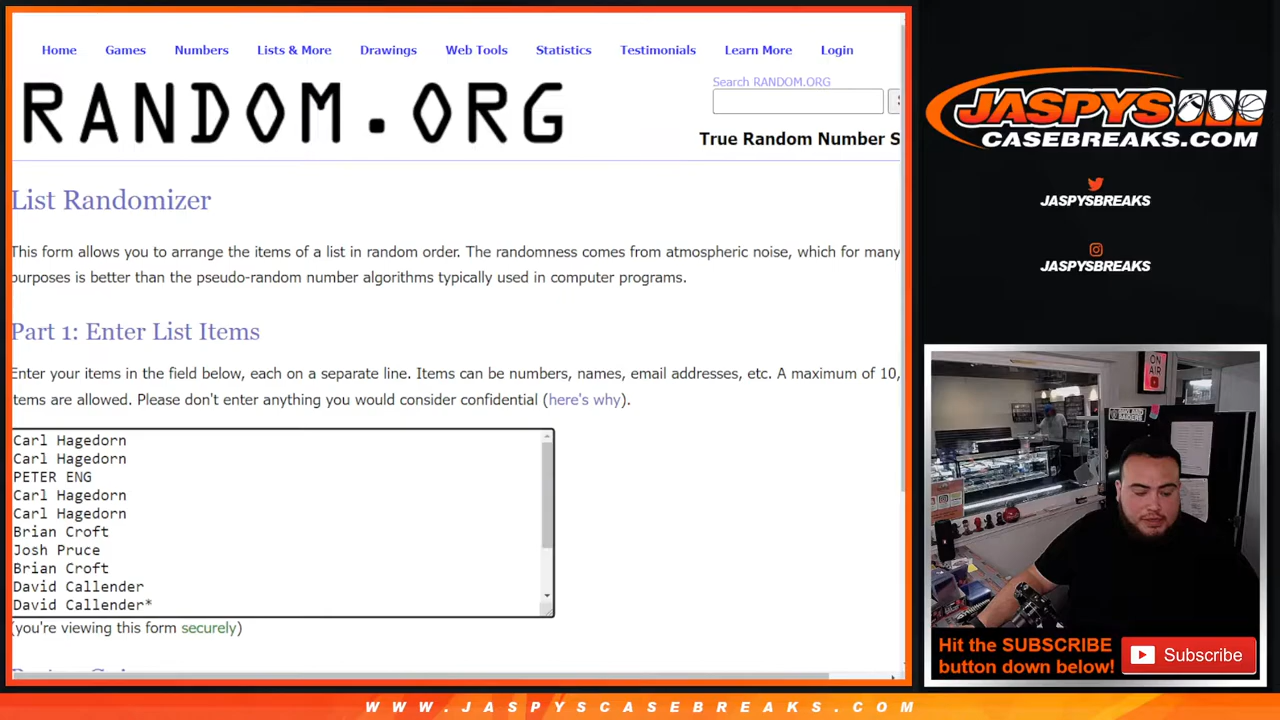 Home Games Numbers Lists & More Drawings Web Tools Statistics Testimonials Learn More Login
Search RANDOM.ORG
RANDOM.ORG
True Random Number S
List Randomizer
This form allows you to arrange the items of a list in random order. The randomness comes from atmospheric noise, which for many
purposes is better than the pseudo-random number algorithms typically used in computer programs.
Part 1: Enter List Items
Enter your items in the field below, each on a separate line. Items can be numbers, names, email addresses, etc. A maximum of 10,
tems are allowed. Please don't enter anything you would consider confidential (here's why).
Carl Hagedorn
Carl Hagedorn
PETER ENG
Carl Hagedorn
Carl Hagedorn
Brian Croft
Josh Pruce
Brian Croft
David Callender
David Callender*
(you're viewing this form securely)
JASPYS
CASEBREAKS.COM
JASPYSBREAKS
JASPYSBREAKS
ON
AIR
Hit the SUBSCRIBE
button down below!
Subscribe
WWW.JASPYSCASEBREAKS.COM